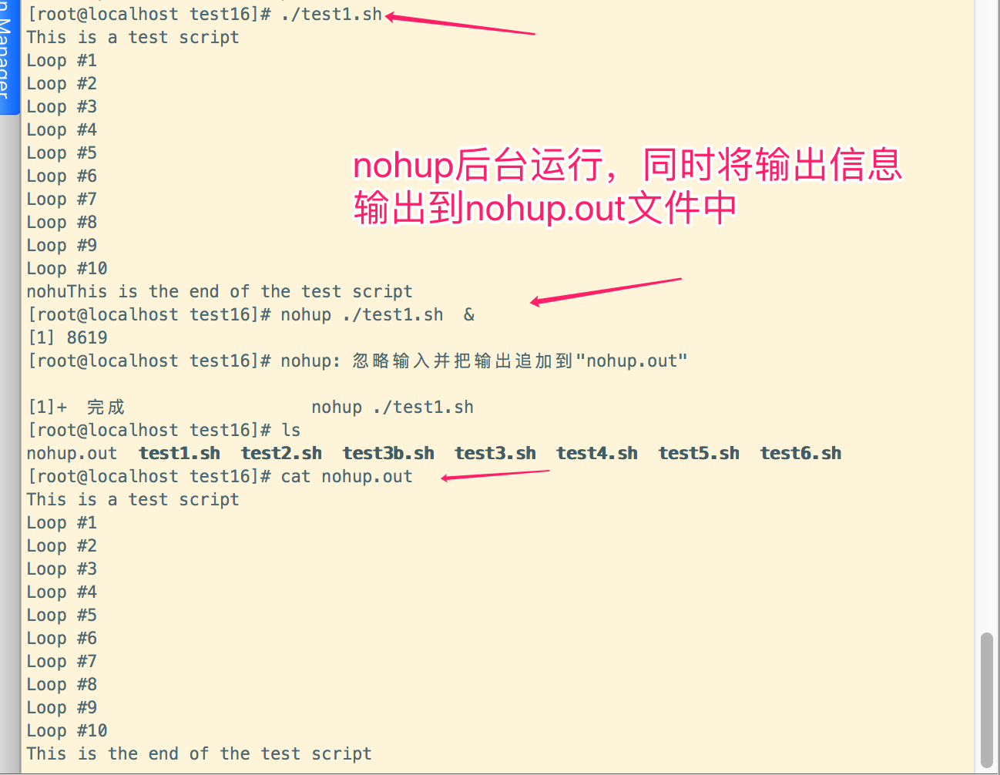 n Manager
[root@localhost test16]# ./test1.sh
This is a test script
Loop #1
Loop #2
Loop #3
Loop #4
Loop #5
Loop #6
Loop #7
Loop #8
Loop #9
Loop #10
nohup后台运行，同时将输出信息
输出到nohup.out文件中
nohuThis is the end of the test script
[root@localhost test16]# nohup ./test1.sh  &
[1] 8619
[root@localhost test16]# nohup: 忽略输入并把输出追加到"nohup.out"
[1]+  完成                  nohup ./test1.sh
[root@localhost test16]# ls
nohup.out  test1.sh  test2.sh  test3b.sh  test3.sh  test4.sh  test5.sh  test6.sh
[root@localhost test16]# cat nohup.out
This is a test script
Loop #1
Loop #2
Loop #3
Loop #4
Loop #5
Loop #6
Loop #7
Loop #8
Loop #9
Loop #10
This is the end of the test script